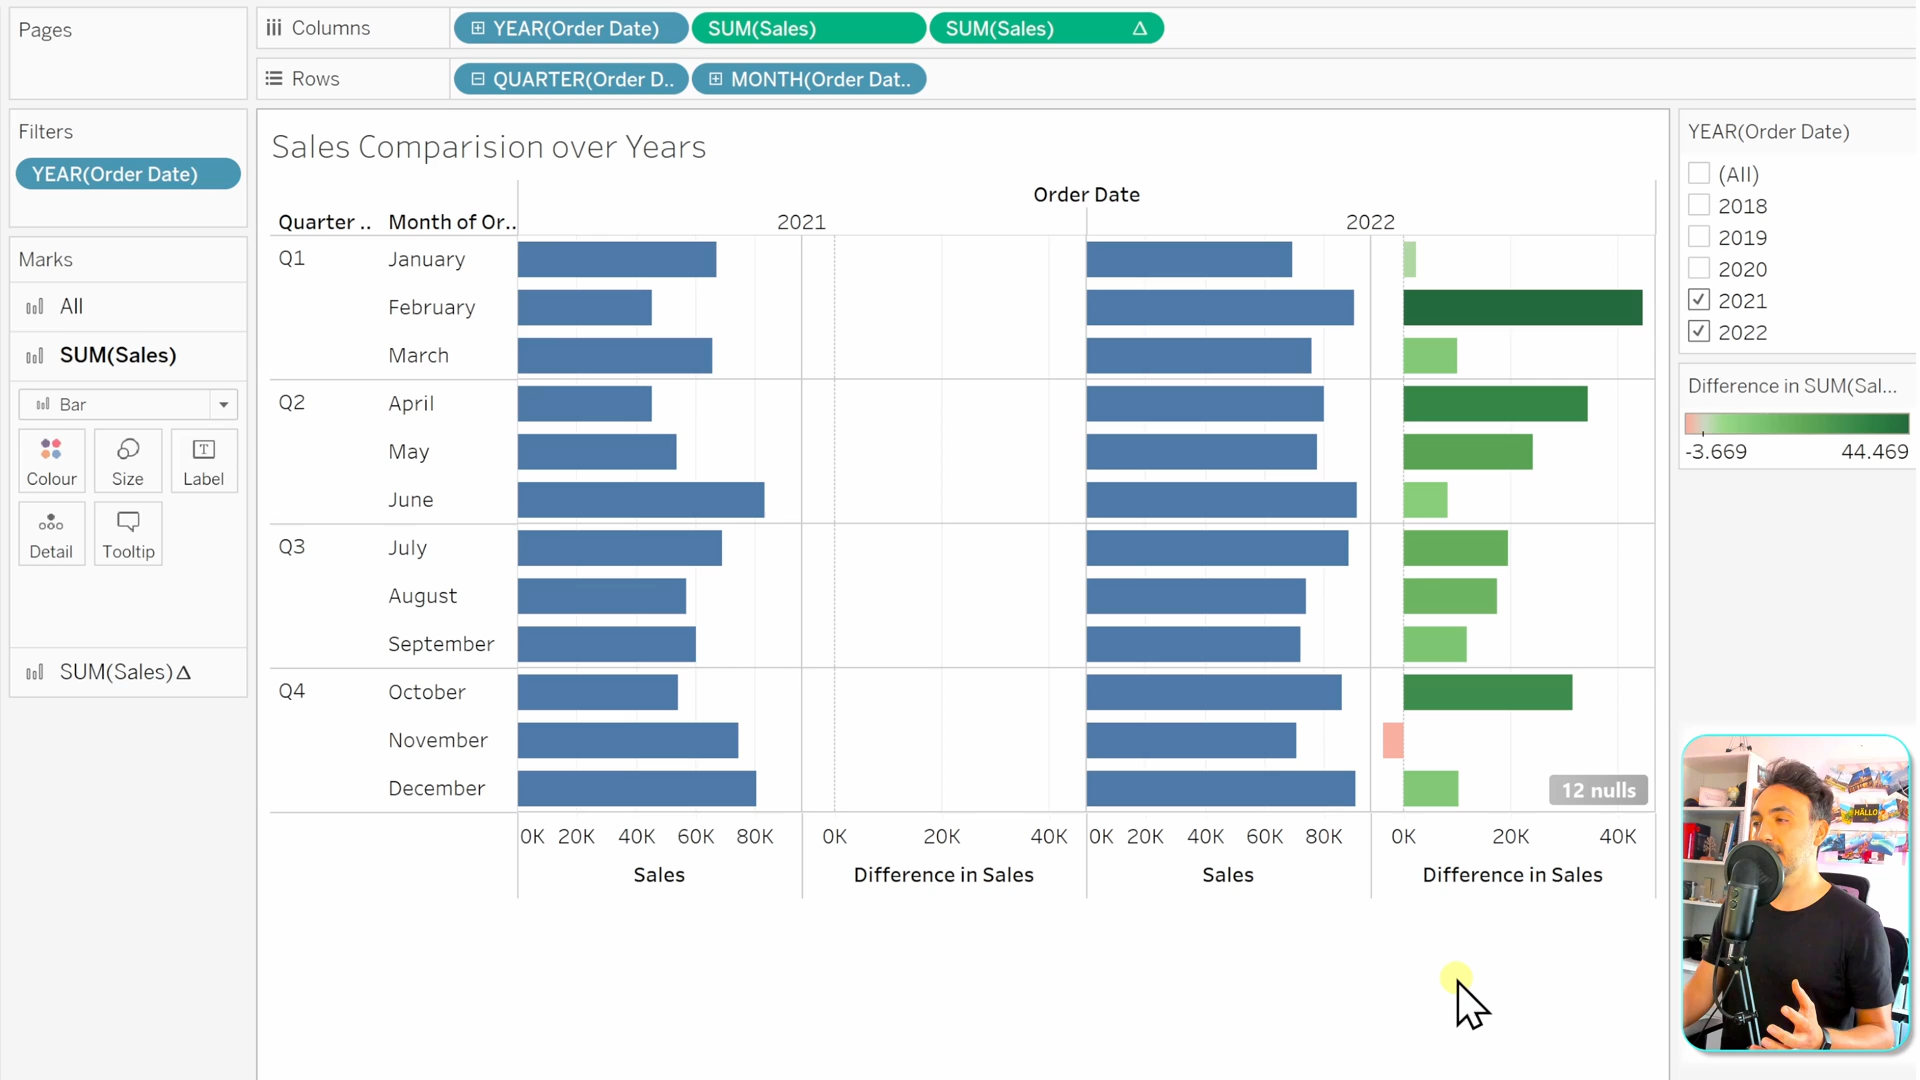 Pages
Columns
YEAR(Order Date)
SUM(Sales)
SUM(Sales) Δ
Rows
QUARTER(Order D..
MONTH(Order Dat..
Filters
YEAR(Order Date)
Marks
All
SUM(Sales)
Bar
Colour
Size
Label
Detail
Tooltip
SUM(Sales) Δ
Sales Comparision over Years
Order Date
Quarter .. Month of Or.. 2021 2022
Q1 January
February
March
Q2 April
May
June
Q3 July
August
September
Q4 October
November
December
12 nulls
0K 20K 40K 60K 80K 0K 20K 40K 0K 20K 40K 60K 80K 0K 20K 40K
Sales Difference in Sales Sales Difference in Sales
YEAR(Order Date)
(All)
2018
2019
2020
2021
2022
Difference in SUM(Sal...
-3.669 44.469
HALLO